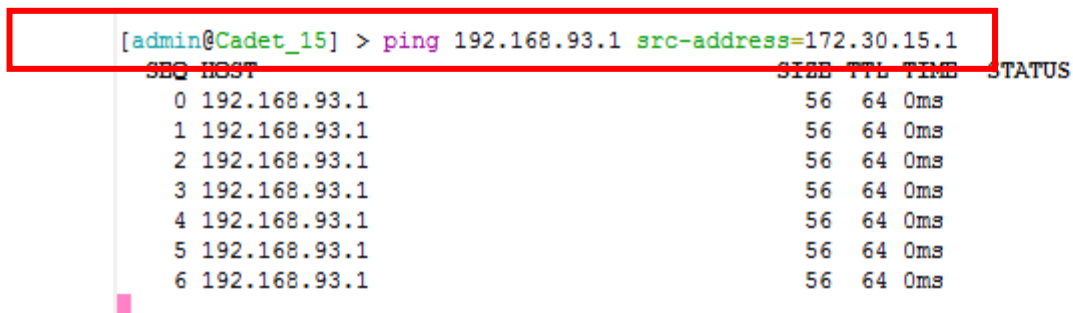 [admin@Cadet_15] > ping 192.168.93.1 src-address=172.30.15.1
SEQ HOST SIZE TTL TIME STATUS
0 192.168.93.1 56 64 0ms
1 192.168.93.1 56 64 0ms
2 192.168.93.1 56 64 0ms
3 192.168.93.1 56 64 0ms
4 192.168.93.1 56 64 0ms
5 192.168.93.1 56 64 0ms
6 192.168.93.1 56 64 0ms